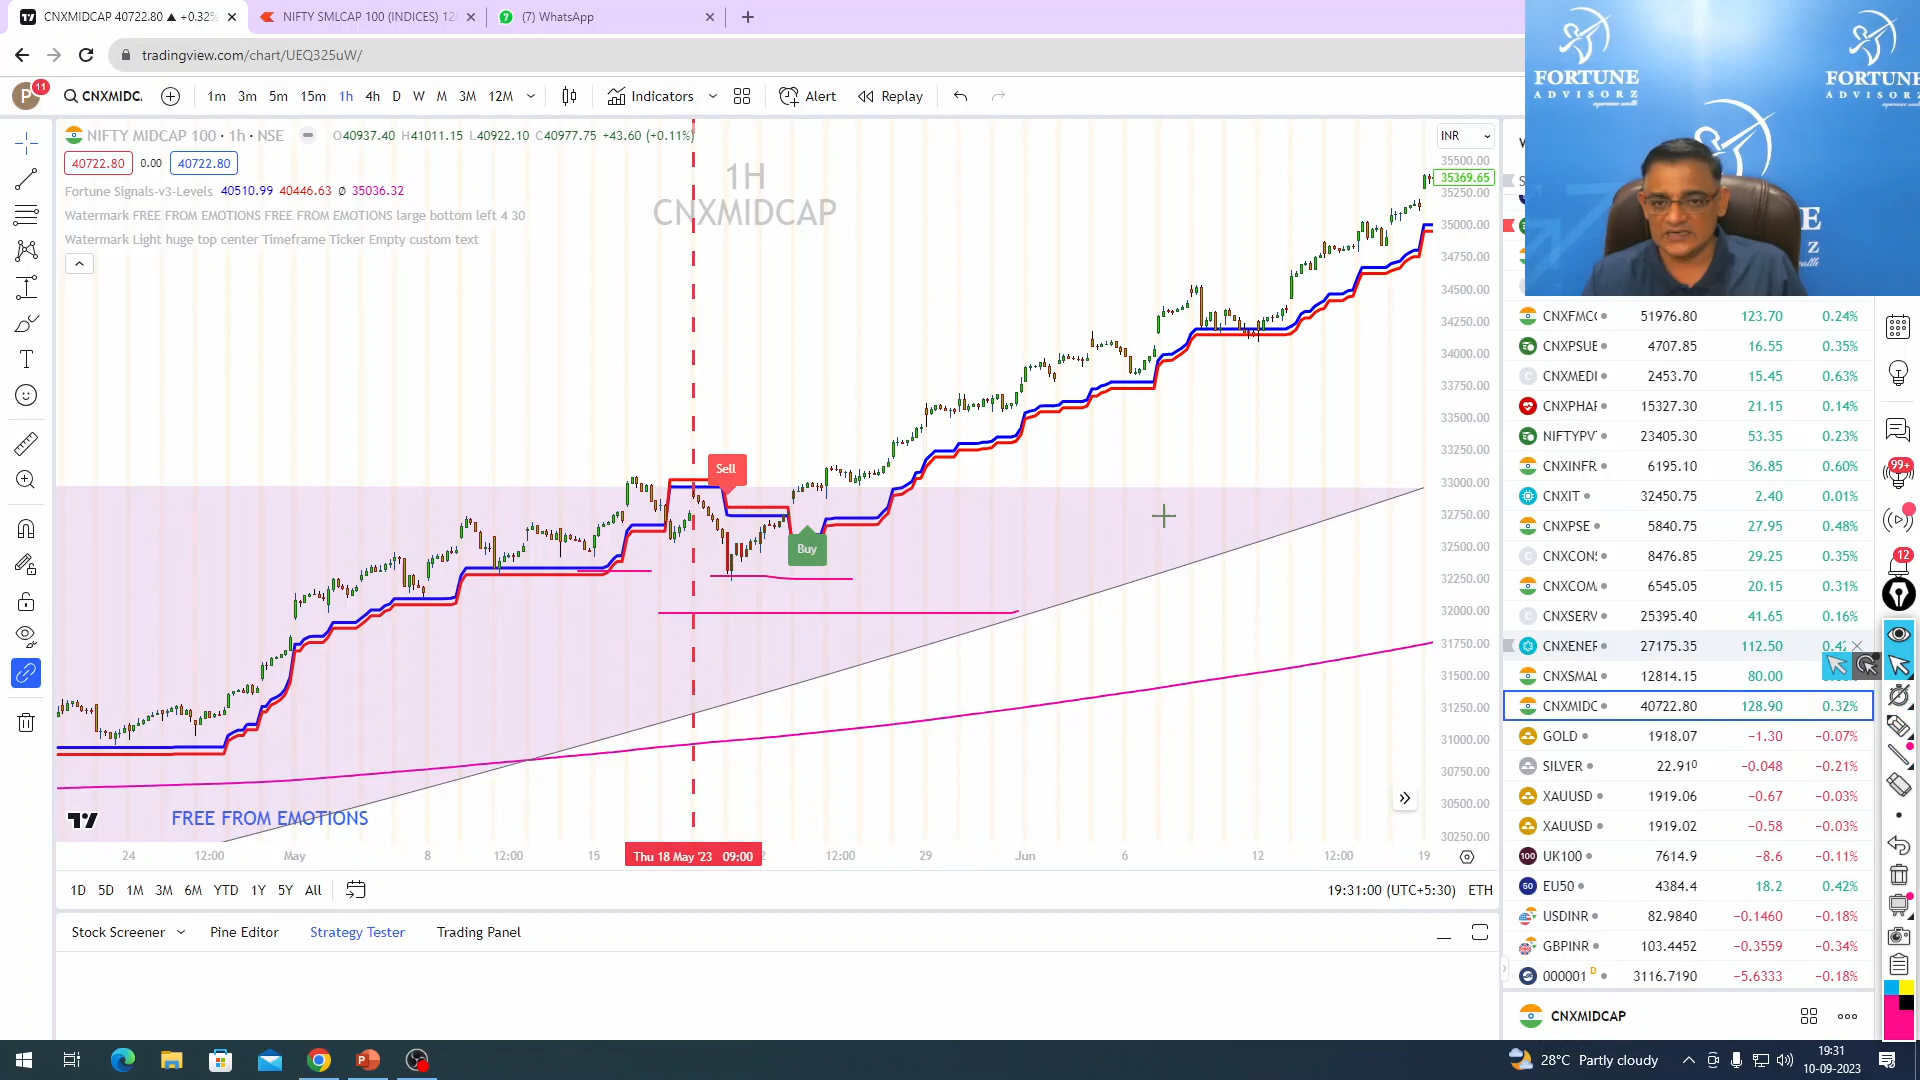 CNXMIDCAP 40722.80 ▲ +0.32%
NIFTY SMLCAP 100 (INDICES)
(7) WhatsApp
tradingview.com/chart/UEQ325uW/
P 11
CNXMIDC.
1m 3m 5m 15m 1h 4h D W M 3M 12M
Indicators
Alert
Replay
NIFTY MIDCAP 100 · 1h · NSE
O40937.40 H41011.15 L40922.10 C40977.75 +43.60 (+0.11%)
40722.80 0.00 40722.80
Fortune Signals-v3-Levels 40510.99 40446.63 Ø 35036.32
Watermark FREE FROM EMOTIONS FREE FROM EMOTIONS large bottom left 4 30
Watermark Light huge top center Timeframe Ticker Empty custom text
1H
CNXMIDCAP
Sell
Buy
FREE FROM EMOTIONS
INR
35500.00
35369.65
35250.00
35000.00
34750.00
34500.00
34250.00
34000.00
33750.00
33500.00
33250.00
33000.00
32750.00
32500.00
32250.00
32000.00
31750.00
31500.00
31250.00
31000.00
30750.00
30500.00
30250.00
24 12:00 May 8 12:00 15 Thu 18 May '23 09:00 12:00 29 Jun 6 12 12:00 19
1D 5D 1M 3M 6M YTD 1Y 5Y All
19:31:00 (UTC+5:30) ETH
Stock Screener
Pine Editor
Strategy Tester
Trading Panel
FORTUNE
ADVISORZ
FORTUNE
ADVISORZ
CNXFMC 51976.80 123.70 0.24%
CNXPSUE 4707.85 16.55 0.35%
CNXMEDI 2453.70 15.45 0.63%
CNXPHAF 15327.30 21.15 0.14%
NIFTYPV 23405.30 53.35 0.23%
CNXINFR 6195.10 36.85 0.60%
CNXIT 32450.75 2.40 0.01%
CNXPSE 5840.75 27.95 0.48%
CNXCON 8476.85 29.25 0.35%
CNXCOM 6545.05 20.15 0.31%
CNXSERV 25395.40 41.65 0.16%
CNXENEF 27175.35 112.50
CNXSMAL 12814.15 80.00
CNXMIDC 40722.80 128.90 0.32%
GOLD 1918.07 −1.30 −0.07%
SILVER 22.910 −0.048 −0.21%
XAUUSD 1919.06 −0.67 −0.03%
XAUUSD 1919.02 −0.58 −0.03%
100 UK100 7614.9 −8.6 −0.11%
50 EU50 4384.4 18.2 0.42%
USDINR 82.9840 −0.1460 −0.18%
GBPINR 103.4452 −0.3559 −0.34%
000001 D 3116.7190 −5.6333 −0.18%
CNXMIDCAP
99+
12
28°C Partly cloudy
19:31
10-09-2023